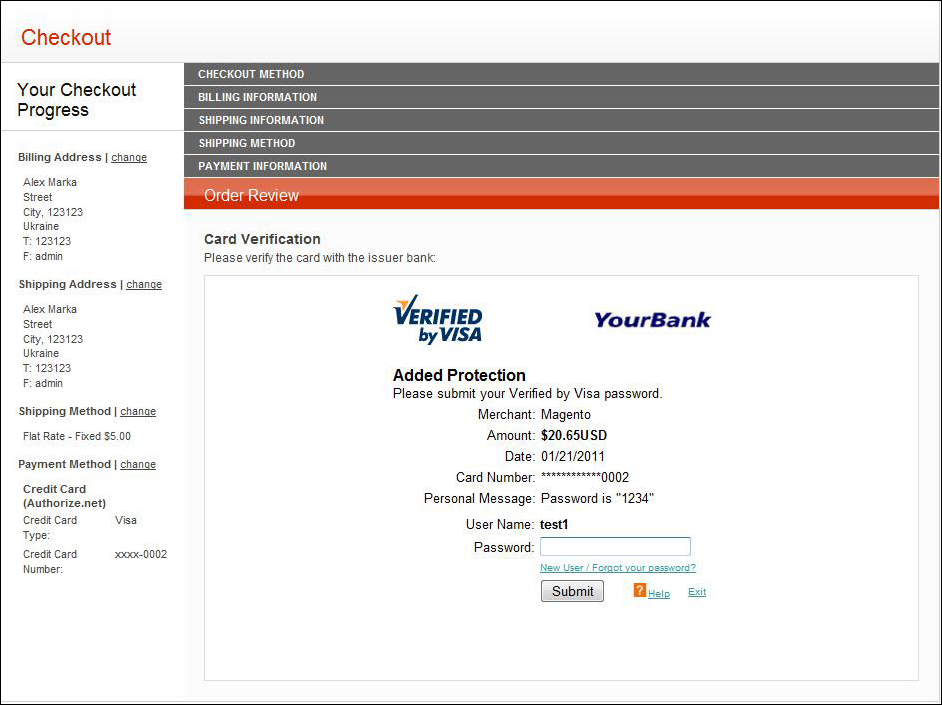 Checkout
Your Checkout
Progress
Billing Address | change
Alex Marka
Street
City, 123123
Ukraine
T: 123123
F: admin
Shipping Address | change
Alex Marka
Street
City, 123123
Ukraine
T: 123123
F: admin
Shipping Method | change
Flat Rate - Fixed $5.00
Payment Method | change
Credit Card
(Authorize.net)
Credit Card Visa
Type:
Credit Card xxxx-0002
Number:
CHECKOUT METHOD
BILLING INFORMATION
SHIPPING INFORMATION
SHIPPING METHOD
PAYMENT INFORMATION
Order Review
Card Verification
Please verify the card with the issuer bank:
VERIFIED
by VISA
YourBank
Added Protection
Please submit your Verified by Visa password.
Merchant: Magento
Amount: $20.65USD
Date: 01/21/2011
Card Number: ************0002
Personal Message: Password is "1234"
User Name: test1
Password:
New User / Forgot your password?
Submit ? Help Exit